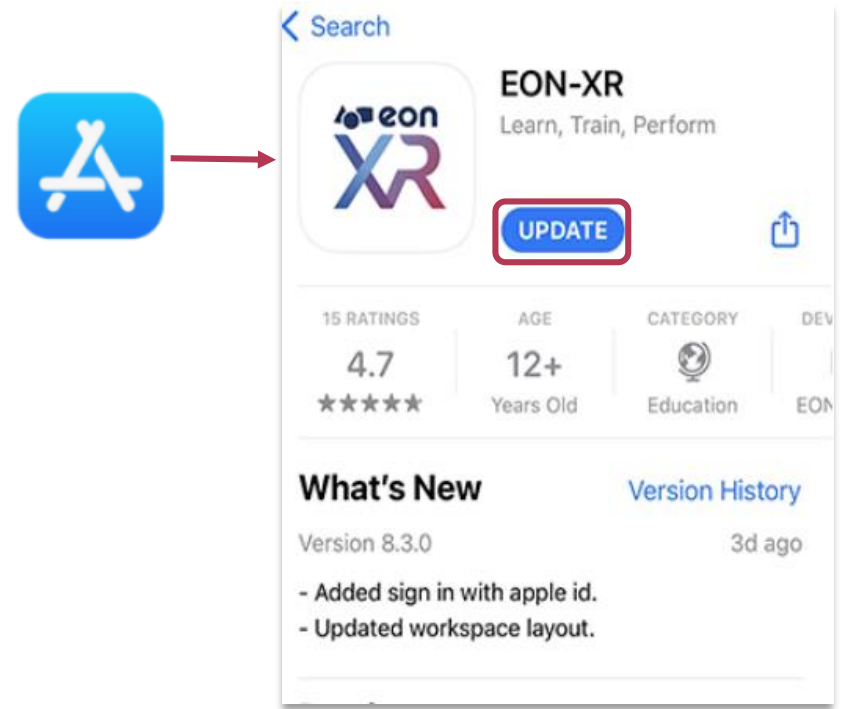 Search
eon
XR
EON-XR
Learn, Train, Perform
UPDATE
15 RATINGS
AGE
CATEGORY
4.7
12+
Years Old
Education
What's New
Version History
Version 8.3.0
3d ago
- Added sign in with apple id.
- Updated workspace layout.